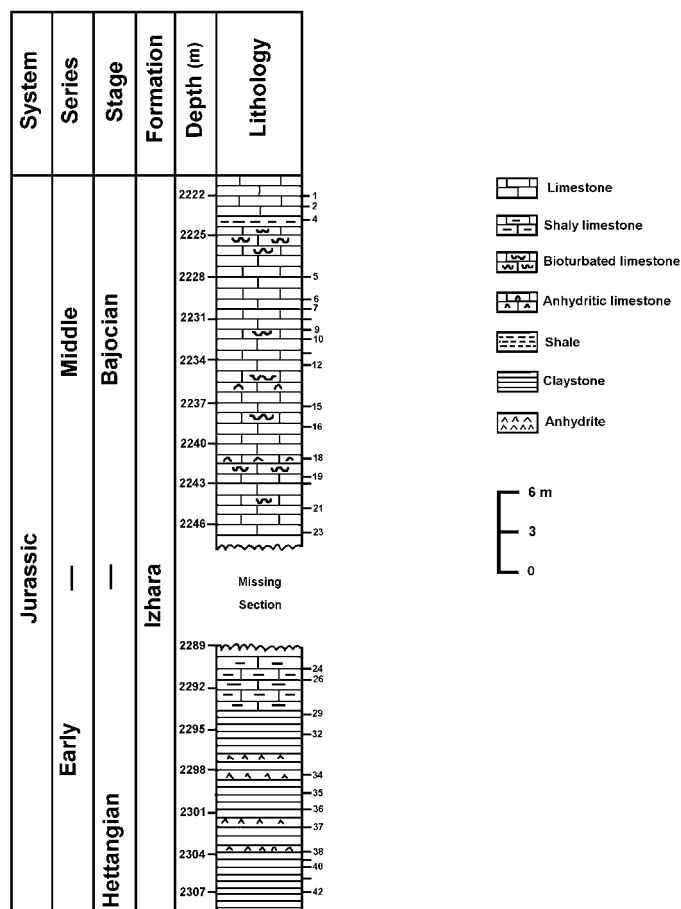 System
Series
Stage
Formation
Depth (m)
Lithology
Jurassic
Middle
—
Early
Bajocian
—
Hettangian
Izhara
2222
2225
2228
2231
2234
2237
2240
2243
2246
2289
2292
2295
2298
2301
2304
2307
Missing
Section
1
2
4
5
6
7
9
10
12
15
16
18
19
21
23
24
26
29
32
34
35
36
37
38
40
42
Limestone
Shaly limestone
Bioturbated limestone
Anhydritic limestone
Shale
Claystone
Anhydrite
6 m
3
0